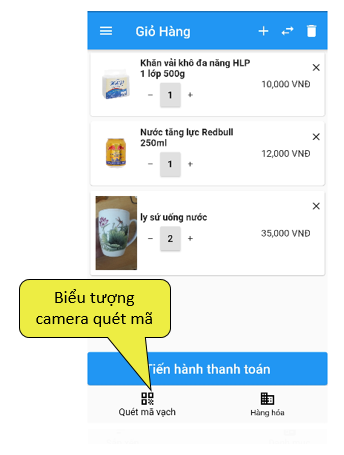 Giỏ Hàng
Khăn vải khô đa năng HLP
1 lớp 500g
10,000 VNĐ
− 1 +
Nước tăng lực Redbull
250ml
12,000 VNĐ
− 1 +
ly sứ uống nước
35,000 VNĐ
− 2 +
Biểu tượng
camera quét mã
Tiến hành thanh toán
Quét mã vạch
Hàng hóa